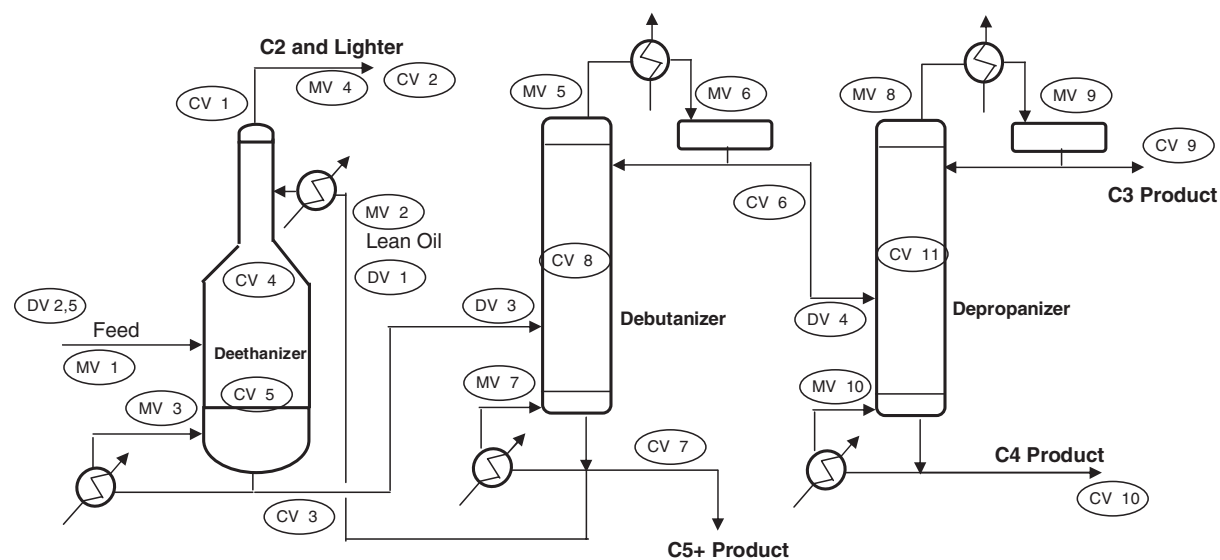 C2 and Lighter
MV 4
CV 2
CV 1
MV 5
MV 6
MV 8
MV 9
CV 9
C3 Product
MV 2
CV 6
Lean Oil
CV 4
DV 1
CV 8
CV 11
DV 2,5
DV 3
Debutanizer
DV 4
Depropanizer
Feed
Deethanizer
MV 1
CV 5
MV 7
MV 10
MV 3
CV 7
C4 Product
CV 10
CV 3
C5+ Product